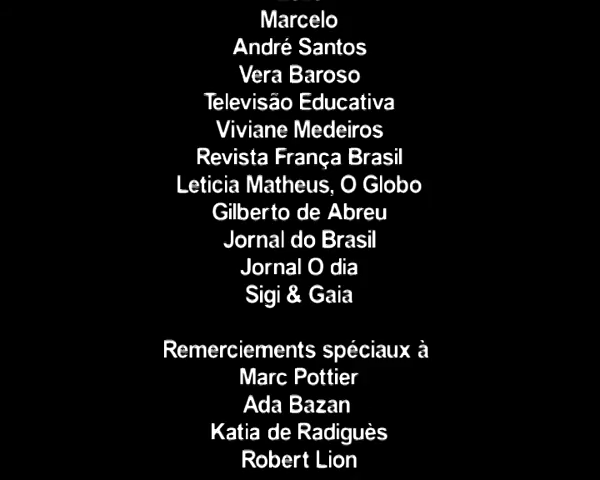 Marcelo
André Santos
Vera Baroso
Televisão Educativa
Viviane Medeiros
Revista França Brasil
Leticia Matheus, O Globo
Gilberto de Abreu
Jornal do Brasil
Jornal O dia
Sigi & Gaia
Remerciements spéciaux à
Marc Pottier
Ada Bazan
Katia de Radiguès
Robert Lion